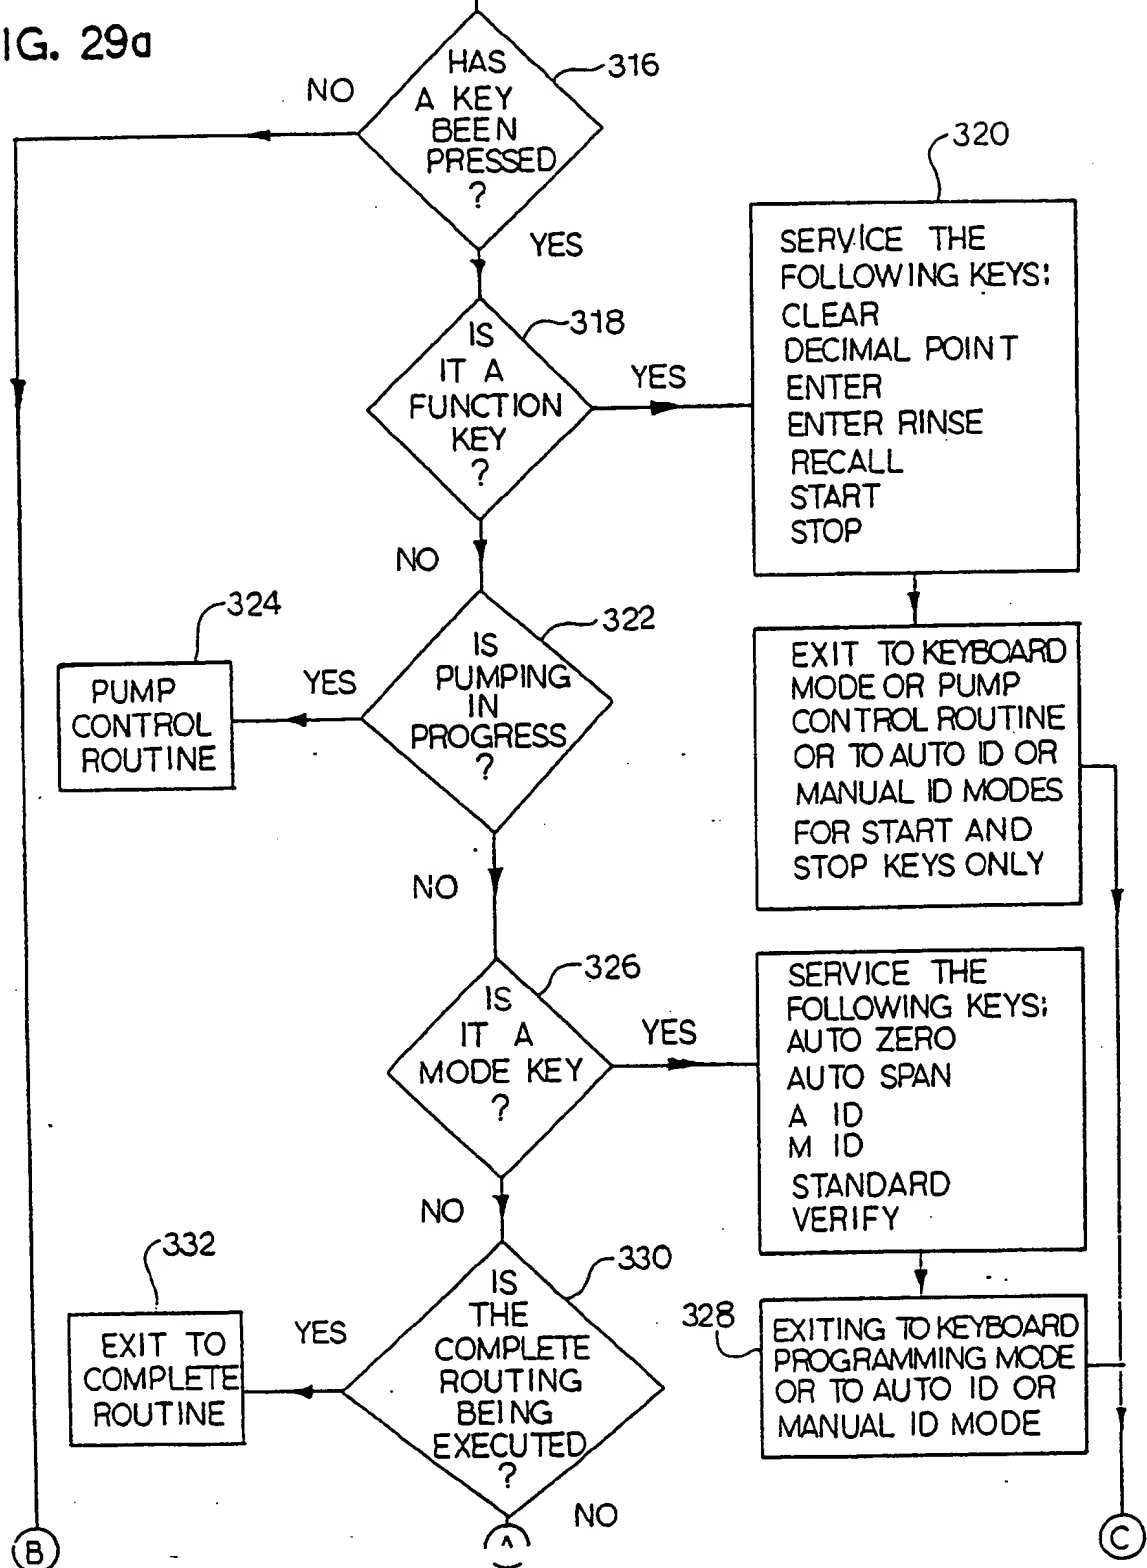 IG. 29a
HAS
A KEY
BEEN
PRESSED
?
316
NO
YES
320
SERVICE THE
FOLLOWING KEYS:
CLEAR
DECIMAL POINT
ENTER
ENTER RINSE
RECALL
START
STOP
IS
IT A
FUNCTION
KEY
?
318
YES
NO
324
PUMP
CONTROL
ROUTINE
YES
IS
PUMPING
IN
PROGRESS
?
322
EXIT TO KEYBOARD
MODE OR PUMP
CONTROL ROUTINE
OR TO AUTO ID OR
MANUAL ID MODES
FOR START AND
STOP KEYS ONLY
NO
IS
IT A
MODE KEY
?
326
YES
SERVICE THE
FOLLOWING KEYS:
AUTO ZERO
AUTO SPAN
A ID
M ID
STANDARD
VERIFY
NO
332
EXIT TO
COMPLETE
ROUTINE
YES
IS
THE
COMPLETE
ROUTING
BEING
EXECUTED
?
330
328
EXITING TO KEYBOARD
PROGRAMMING MODE
OR TO AUTO ID OR
MANUAL ID MODE
NO
B
A
C